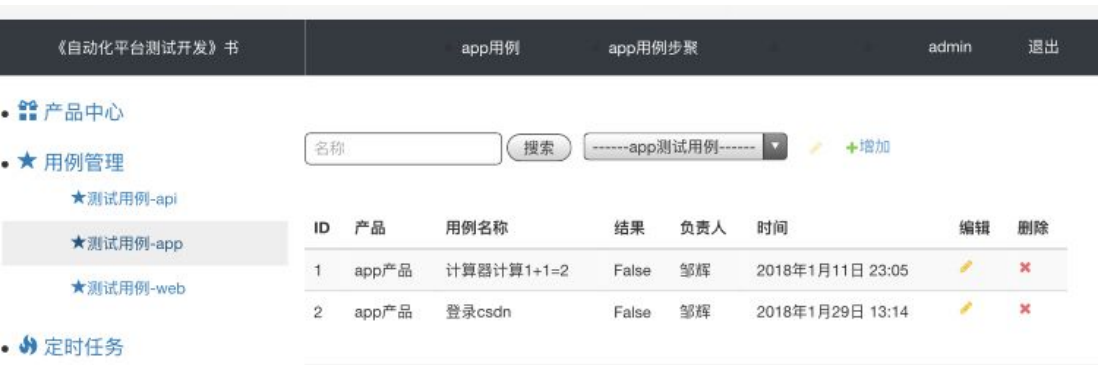 《自动化平台测试开发》书 app用例 app用例步聚 admin 退出
产品中心
用例管理
测试用例-api
测试用例-app
测试用例-web
定时任务
名称 搜索 ------app测试用例------ +增加
ID 产品 用例名称 结果 负责人 时间 编辑 删除
1 app产品 计算器计算1+1=2 False 邹辉 2018年1月11日 23:05
2 app产品 登录csdn False 邹辉 2018年1月29日 13:14